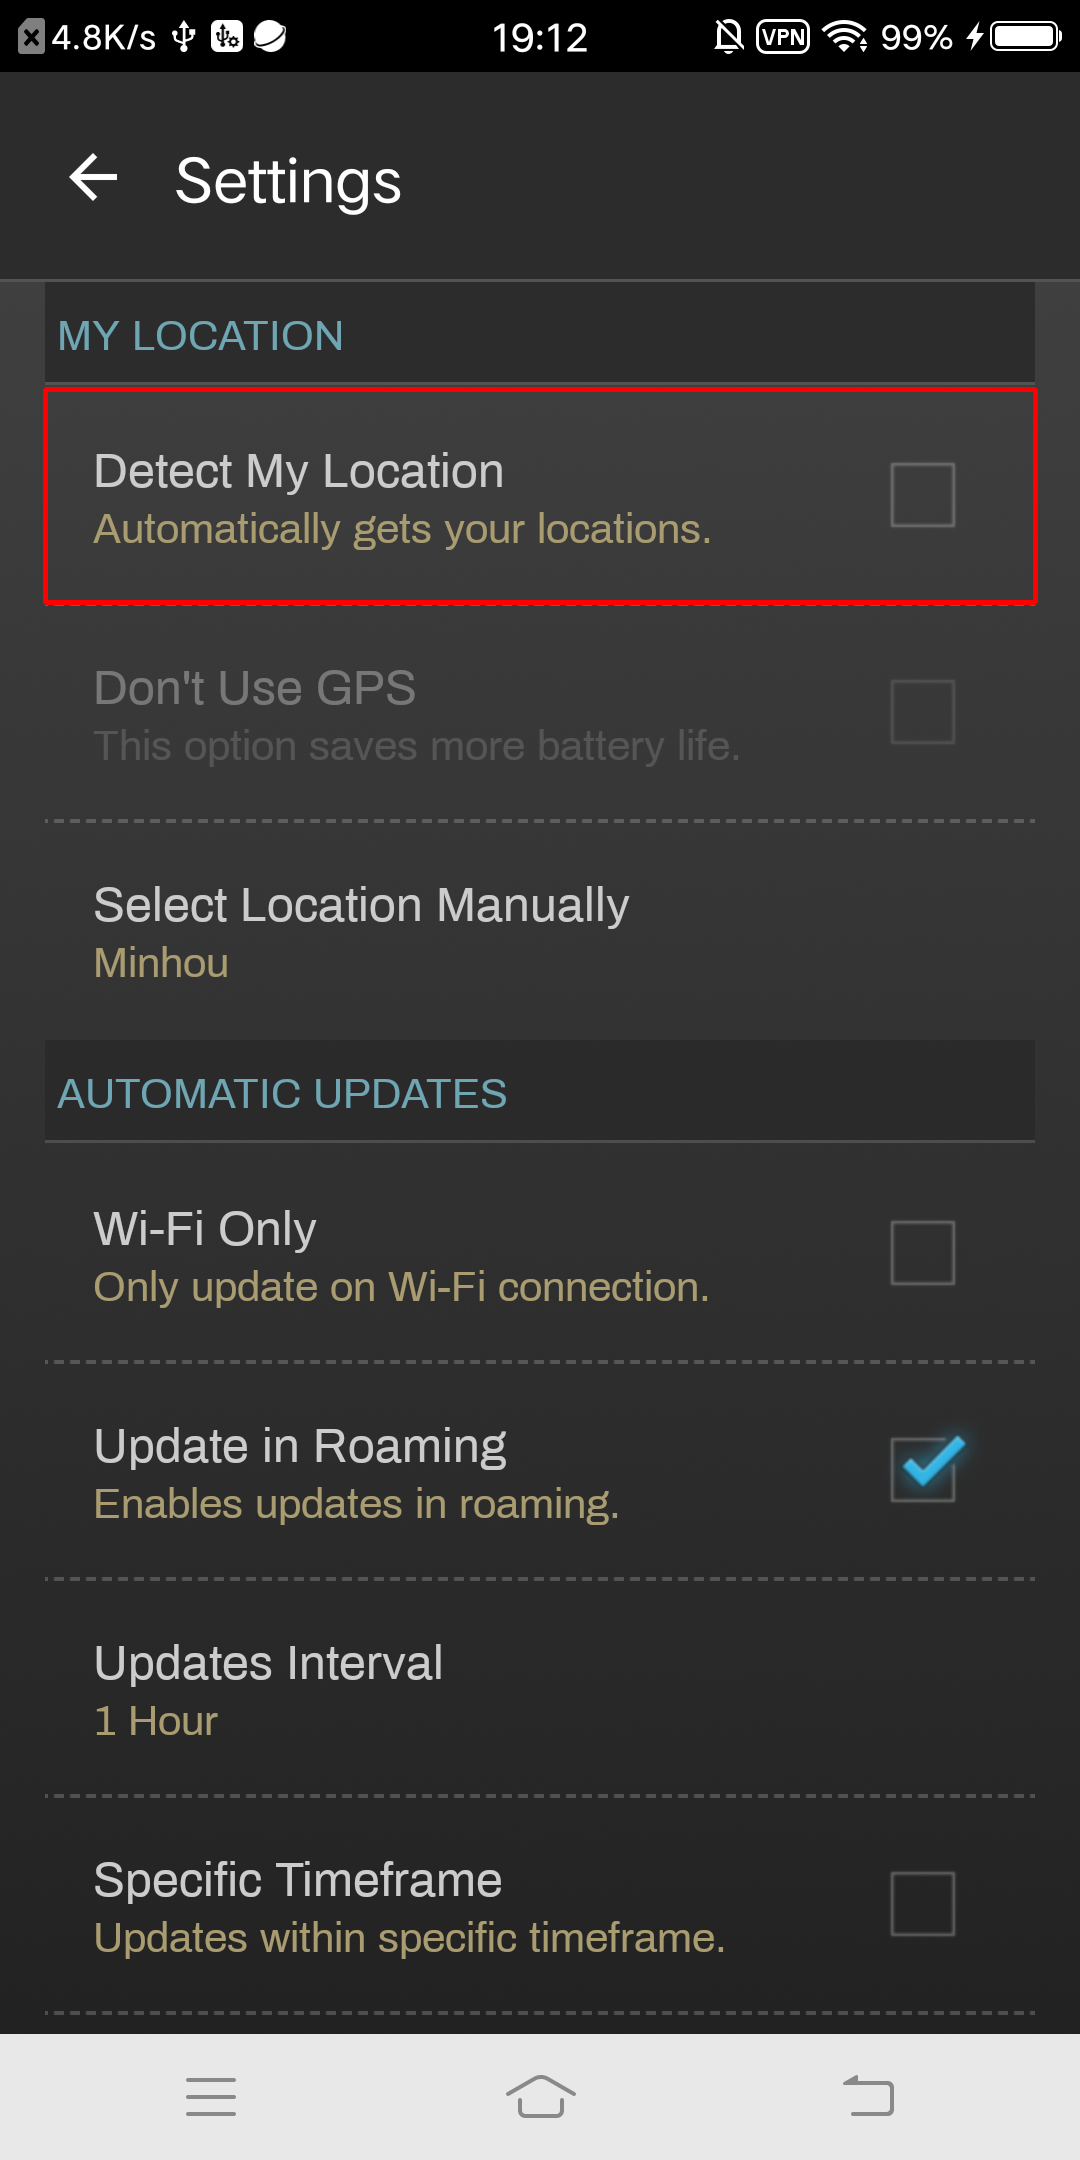 4.8K/s
19:12
VPN
99%
Settings
MY LOCATION
Detect My Location
Automatically gets your locations.
Don't Use GPS
This option saves more battery life.
Select Location Manually
Minhou
AUTOMATIC UPDATES
Wi-Fi Only
Only update on Wi-Fi connection.
Update in Roaming
Enables updates in roaming.
Updates Interval
1 Hour
Specific Timeframe
Updates within specific timeframe.